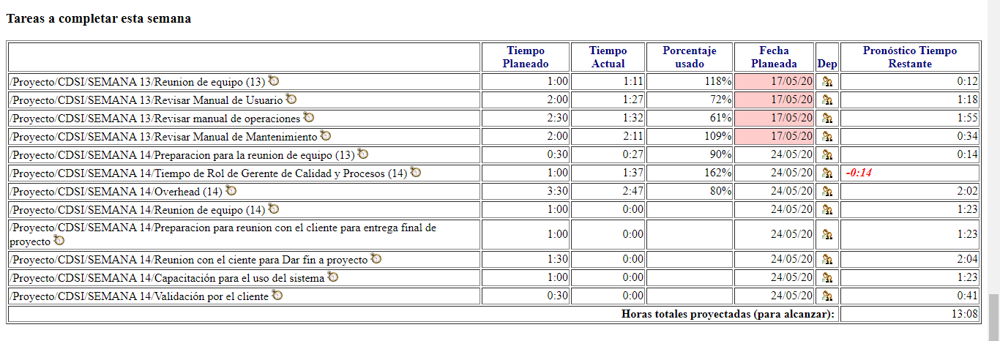 Tareas a completar esta semana
Tiempo Planeado Tiempo Actual Porcentaje usado Fecha Planeada Dep Pronóstico Tiempo Restante
/Proyecto/CDSI/SEMANA 13/Reunion de equipo (13) 1:00 1:11 118% 17/05/20 0:12
/Proyecto/CDSI/SEMANA 13/Revisar Manual de Usuario 2:00 1:27 72% 17/05/20 1:18
/Proyecto/CDSI/SEMANA 13/Revisar manual de operaciones 2:30 1:32 61% 17/05/20 1:55
/Proyecto/CDSI/SEMANA 13/Revisar Manual de Mantenimiento 2:00 2:11 109% 17/05/20 0:34
/Proyecto/CDSI/SEMANA 14/Preparacion para la reunion de equipo (13) 0:30 0:27 90% 24/05/20 0:14
/Proyecto/CDSI/SEMANA 14/Tiempo de Rol de Gerente de Calidad y Procesos (14) 1:00 1:37 162% 24/05/20 -0:14
/Proyecto/CDSI/SEMANA 14/Overhead (14) 3:30 2:47 80% 24/05/20 2:02
/Proyecto/CDSI/SEMANA 14/Reunion de equipo (14) 1:00 0:00 24/05/20 1:23
/Proyecto/CDSI/SEMANA 14/Preparacion para reunion con el cliente para entrega final de
proyecto 1:00 0:00 24/05/20 1:23
/Proyecto/CDSI/SEMANA 14/Reunion con el ciente para Dar fin a proyecto 1:30 0:00 24/05/20 2:04
/Proyecto/CDSI/SEMANA 14/Capacitación para el uso del sistema 1:00 0:00 24/05/20 1:23
/Proyecto/CDSI/SEMANA 14/Validación por el cliente 0:30 0:00 24/05/20 0:41
Horas totales proyectadas (para alcanzar): 13:08